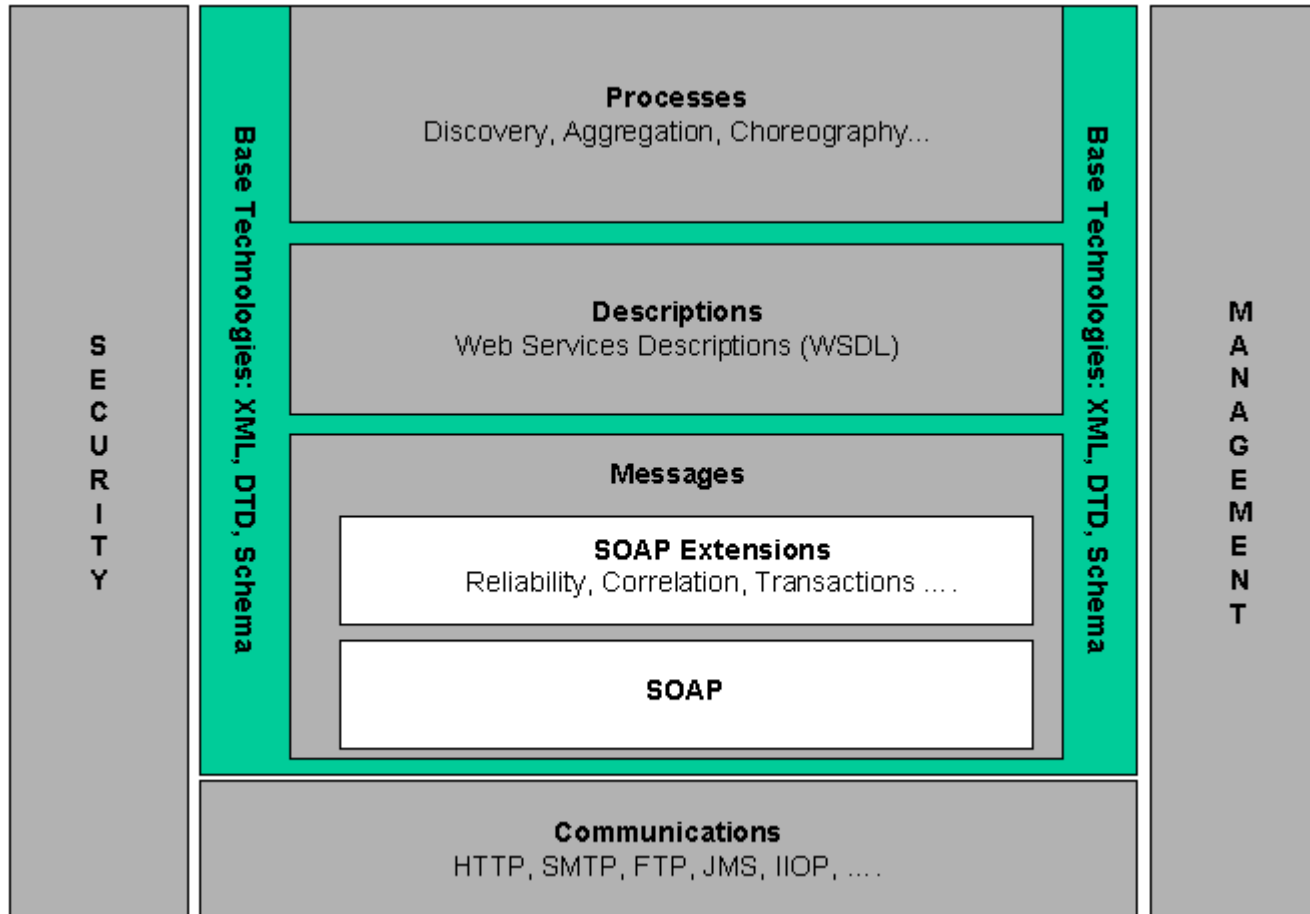 SECURITY
Base Technologies: XML, DTD, Schema
Processes
Discovery, Aggregation, Choreography...
Descriptions
Web Services Descriptions (WSDL)
Messages
SOAP Extensions
Reliability, Correlation, Transactions ....
SOAP
Base Technologies: XML, DTD, Schema
MANAGEMENT
Communications
HTTP, SMTP, FTP, JMS, IIOP, ....